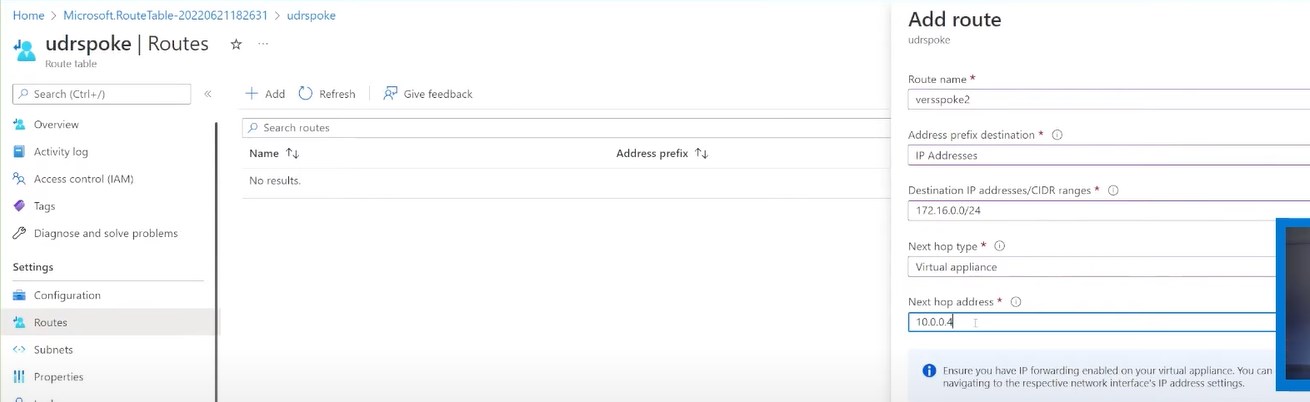 Home > Microsoft.RouteTable-20220621182631 > udrspoke
udrspoke | Routes ☆ ...
Route table
Search (Ctrl+/) «
Overview
Activity log
Access control (IAM)
Tags
Diagnose and solve problems
Settings
Configuration
Routes
Subnets
Properties
+ Add Refresh Give feedback
Search routes
Name ↑↓ Address prefix ↑↓
No results.
Add route
udrspoke
Route name *
versspoke2
Address prefix destination *
IP Addresses
Destination IP addresses/CIDR ranges *
172.16.0.0/24
Next hop type *
Virtual appliance
Next hop address *
10.0.0.4
Ensure you have IP forwarding enabled on your virtual appliance. You can
navigating to the respective network interface's IP address settings.